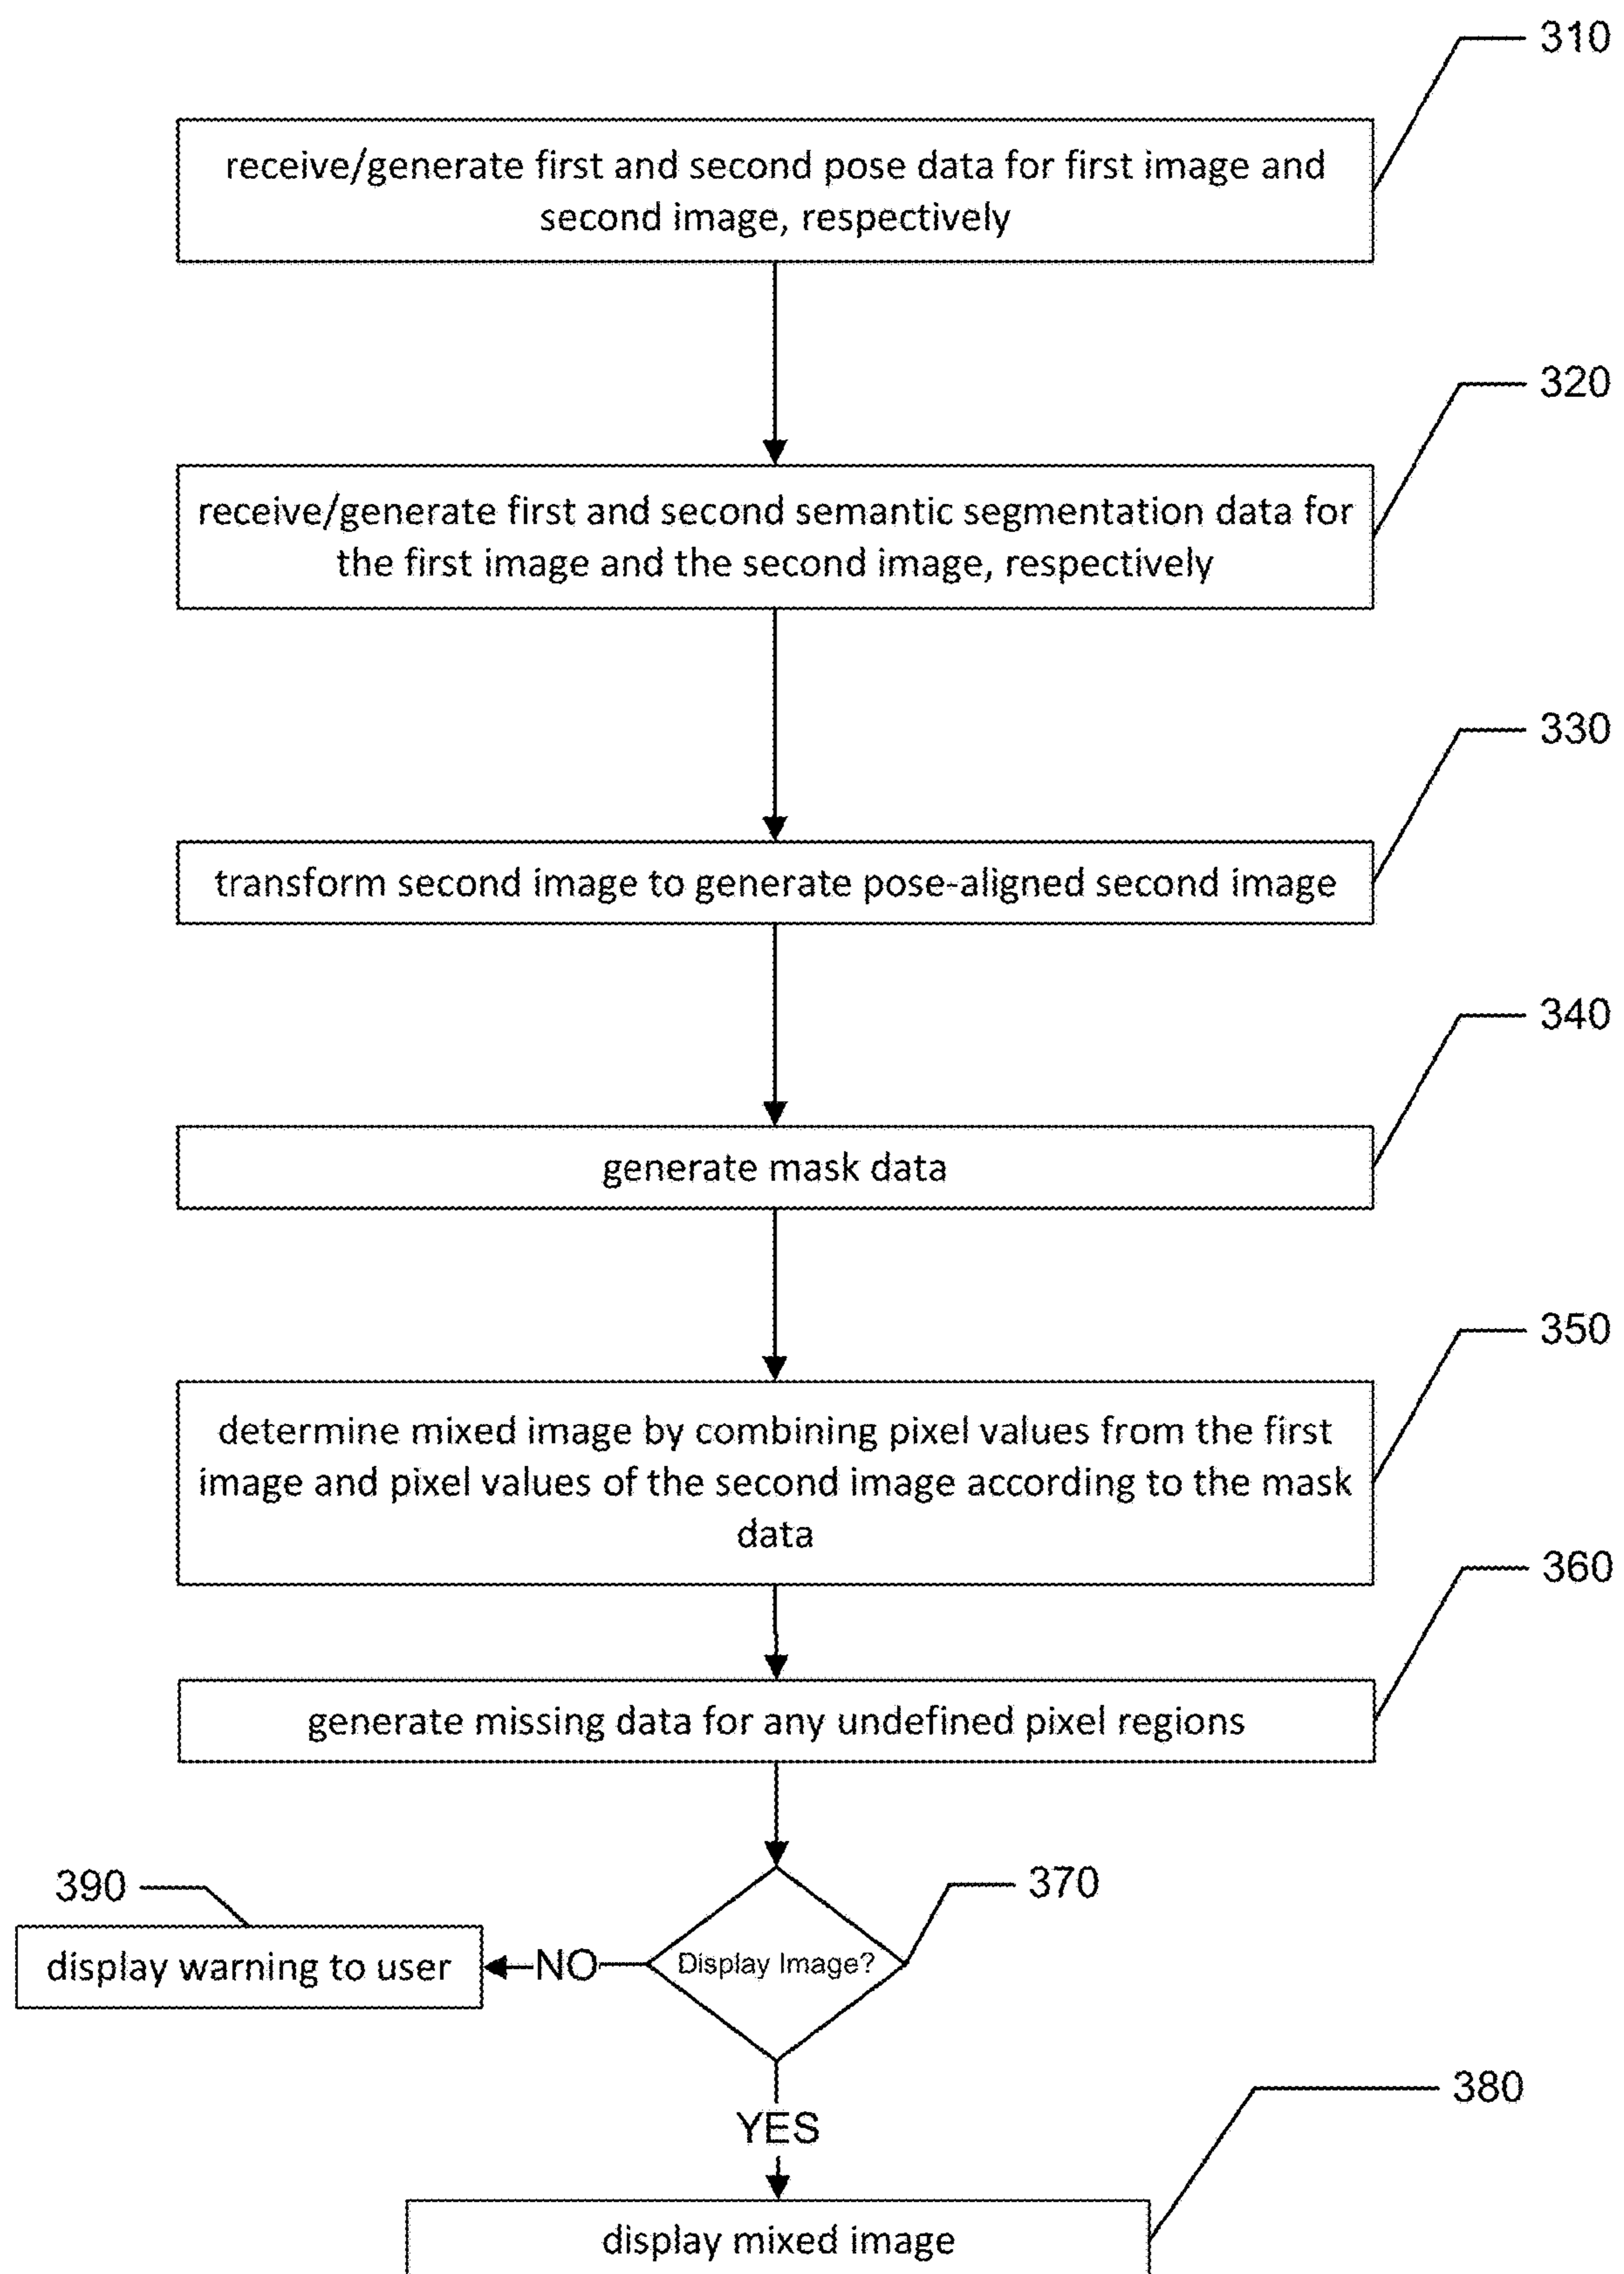 310
receive/generate first and second pose data for first image and
second image, respectively
320
receive/generate first and second semantic segmentation data for
the first image and the second image, respectively
330
transform second image to generate pose-aligned second image
340
generate mask data
350
determine mixed image by combining pixel values from the first
image and pixel values of the second image according to the mask
data
360
generate missing data for any undefined pixel regions
390
370
display warning to user
NO
Display Image?
YES
380
display mixed image